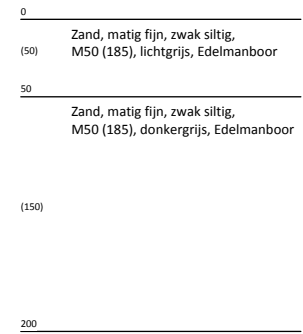 0
Zand, matig fijn, zwak siltig,
(50) M50 (185), lichtgrijs, Edelmanboor
50
Zand, matig fijn, zwak siltig,
M50 (185), donkergrijs, Edelmanboor
(150)
200